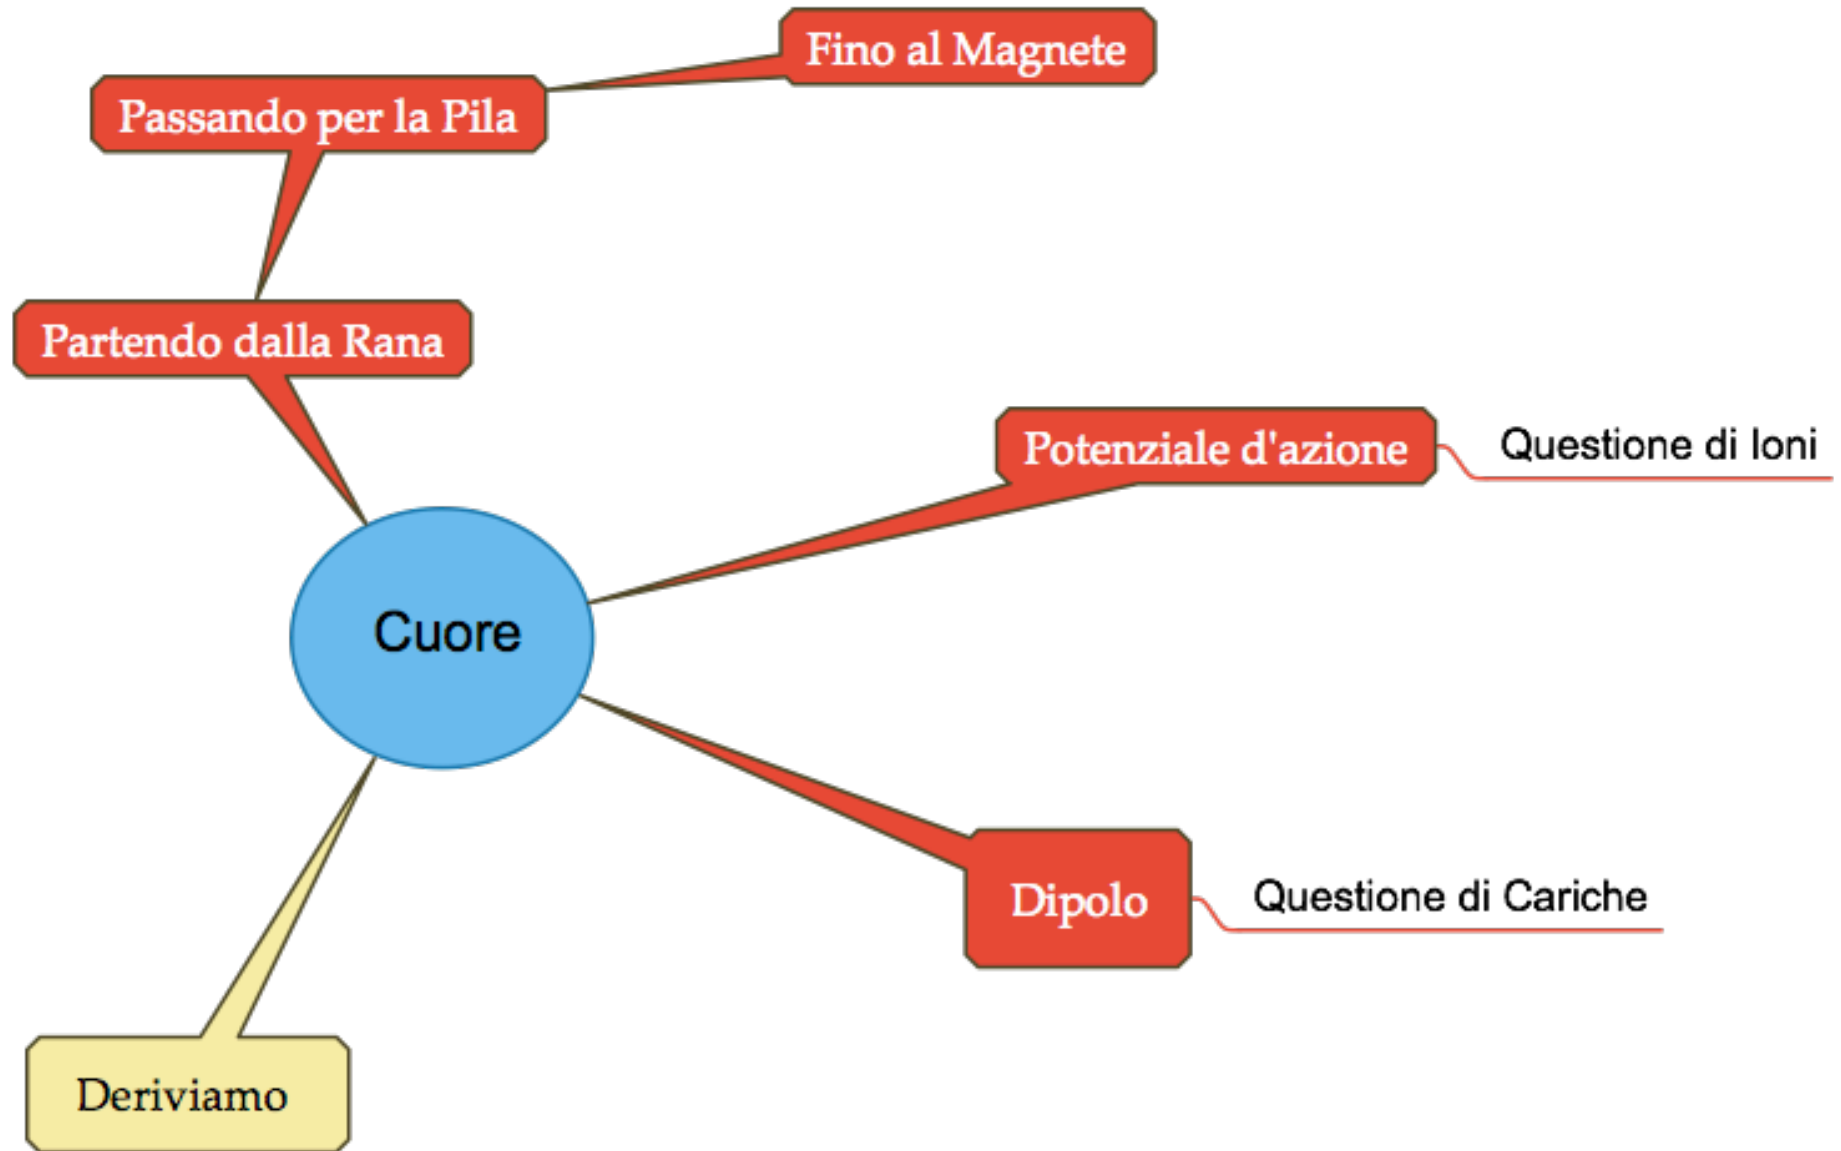 Fino al Magnete
Passando per la Pila
Partendo dalla Rana
Potenziale d'azione
Questione di Ioni
Cuore
Dipolo
Questione di Cariche
Deriviamo